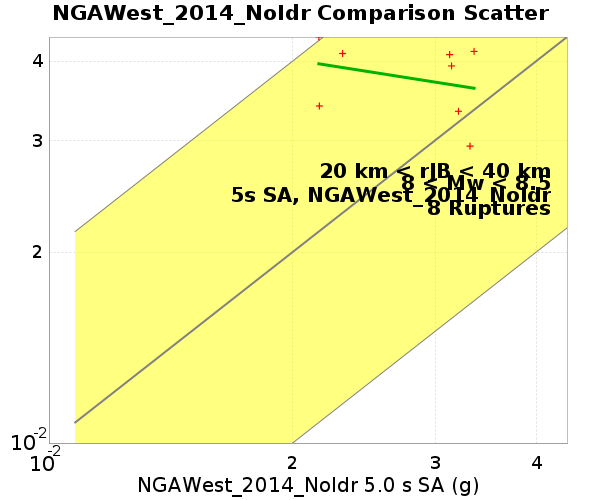 NGAWest_2014_NoIdr Comparison Scatter
4
3
20 km < rJB < 40 km
8 < Mw < 8.5
5s SA, NGAWest_2014_NoIdr
8 Ruptures
2
10-2
10-2
2
3
4
NGAWest_2014_NoIdr 5.0 s SA (g)